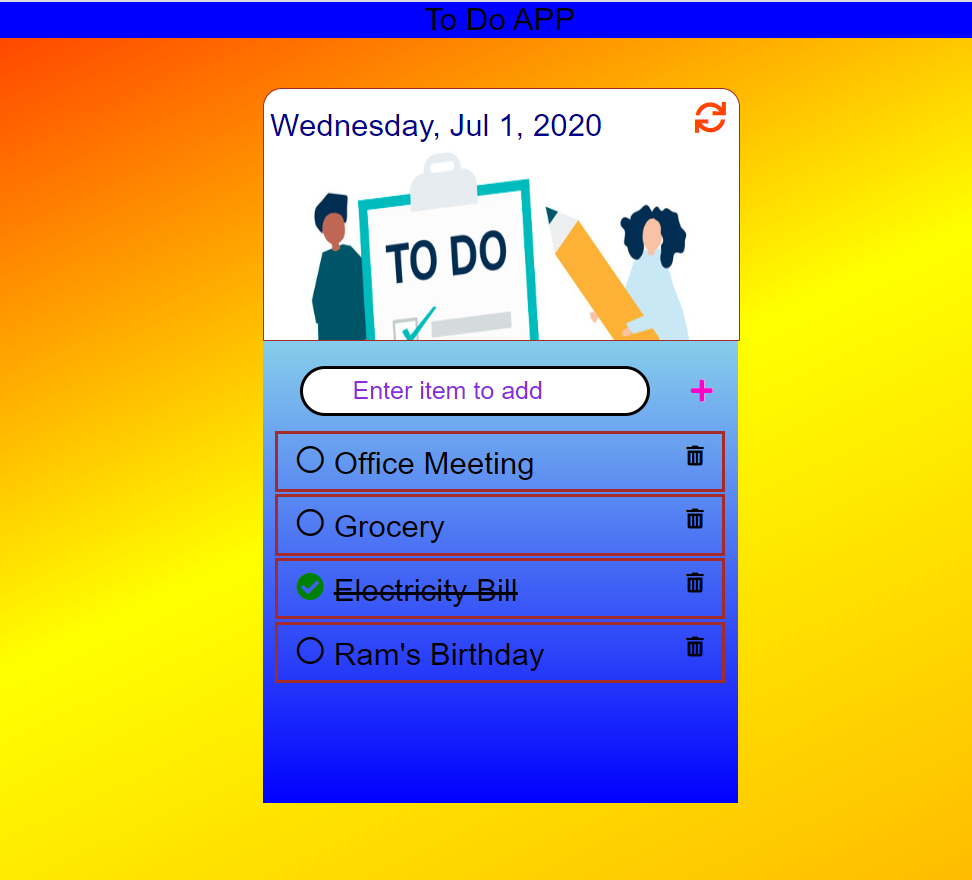 To Do APP
Wednesday, Jul 1, 2020
TO DO
Enter item to add
Office Meeting
Grocery
Electricity Bill
Ram's Birthday